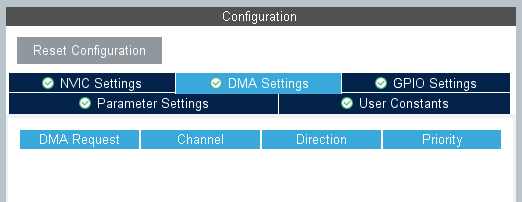 Configuration
Reset Configuration
NVIC Settings DMA Settings GPIO Settings
Parameter Settings User Constants
DMA Request Channel Direction Priority